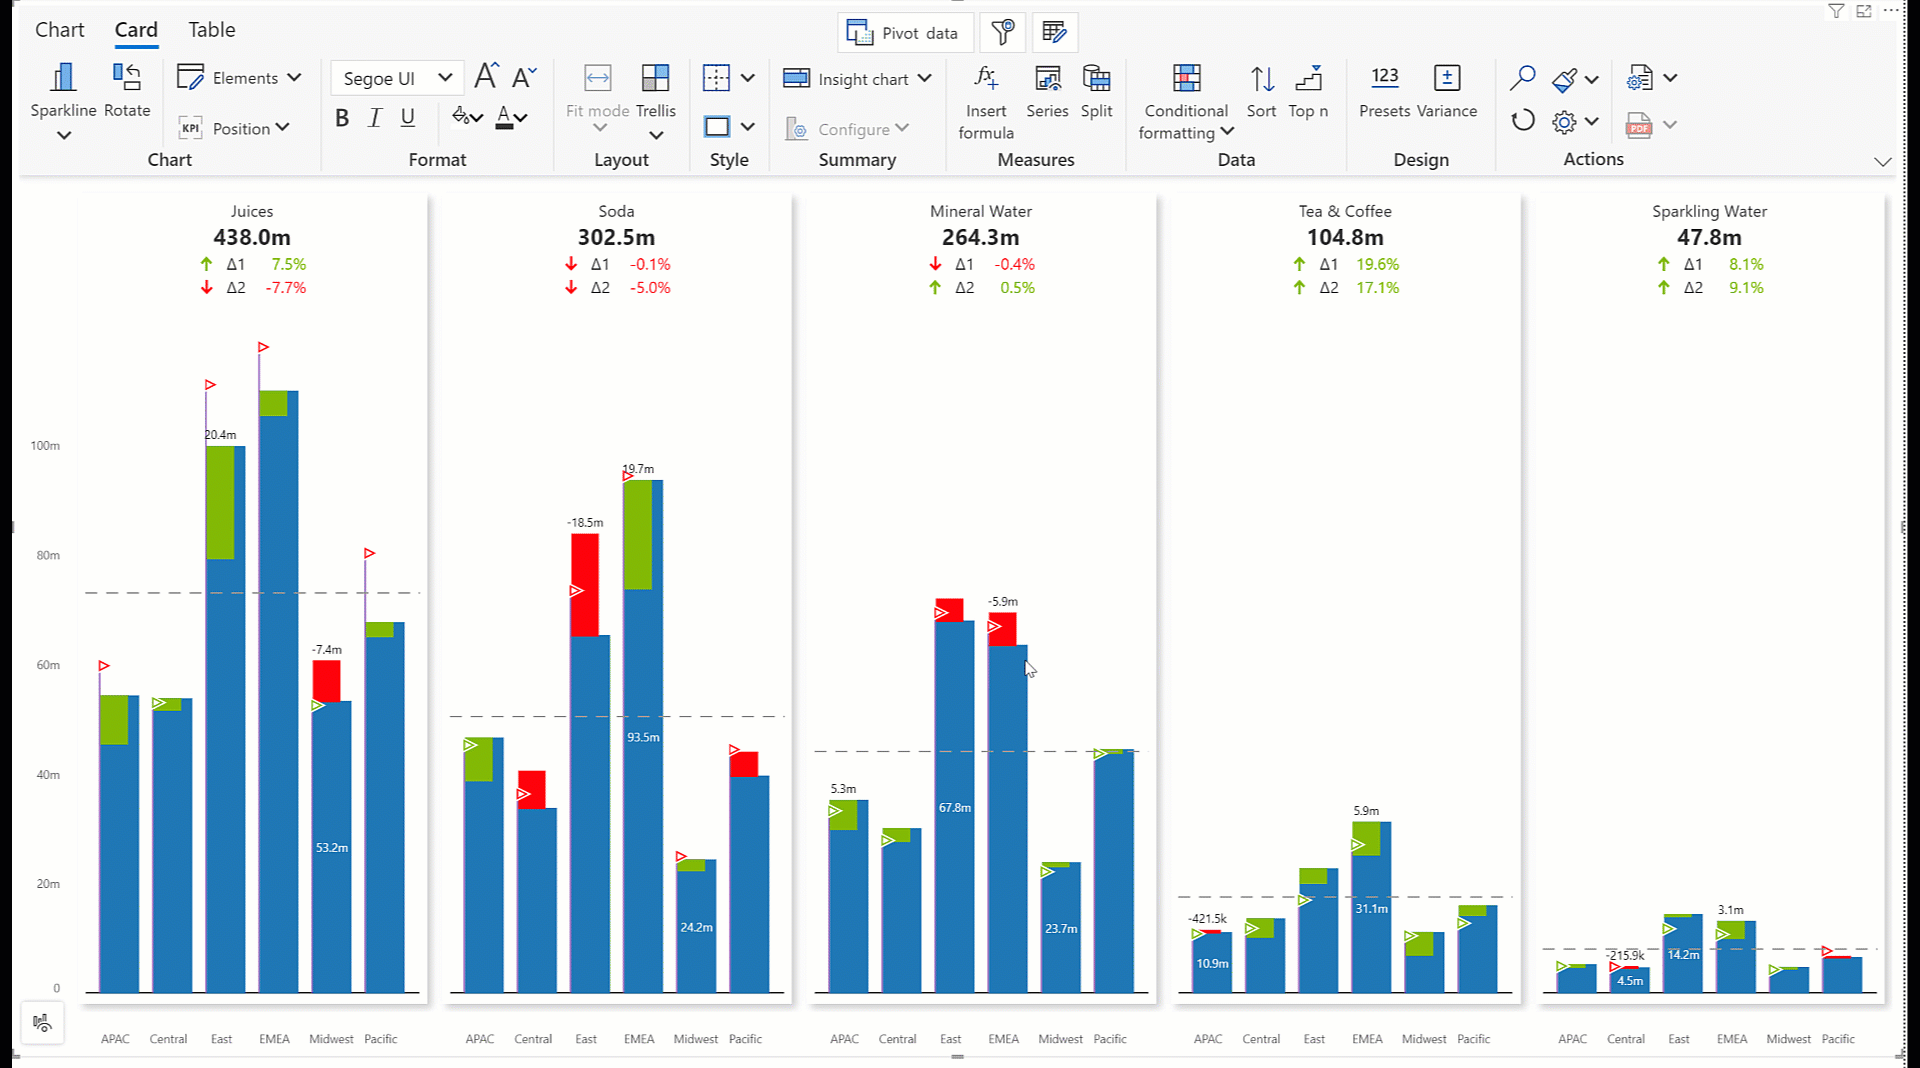 Chart Card Table
Pivot data
Sparkline
Rotate
Elements
KPI Position
Chart
Segoe UI A A
B I U A
Format
Fit mode
Trellis
Layout
Style
Insight chart
Configure
Summary
fx
Insert
formula
Series
Split
Measures
Conditional
formatting
Sort
Top n
Data
123
Presets
Variance
Design
PDF
Actions
Juices
438.0m
Δ1 7.5%
Δ2 -7.7%
Soda
302.5m
Δ1 -0.1%
Δ2 -5.0%
Mineral Water
264.3m
Δ1 -0.4%
Δ2 0.5%
Tea & Coffee
104.8m
Δ1 19.6%
Δ2 17.1%
Sparkling Water
47.8m
Δ1 8.1%
Δ2 9.1%
100m
80m
60m
40m
20m
0
20.4m
-7.4m
53.2m
APAC Central East EMEA Midwest Pacific
-18.5m
19.7m
93.5m
24.2m
APAC Central East EMEA Midwest Pacific
5.3m
-5.9m
67.8m
23.7m
APAC Central East EMEA Midwest Pacific
-421.5k
5.9m
31.1m
10.9m
APAC Central East EMEA Midwest Pacific
3.1m
-215.9k
14.2m
4.5m
APAC Central East EMEA Midwest Pacific